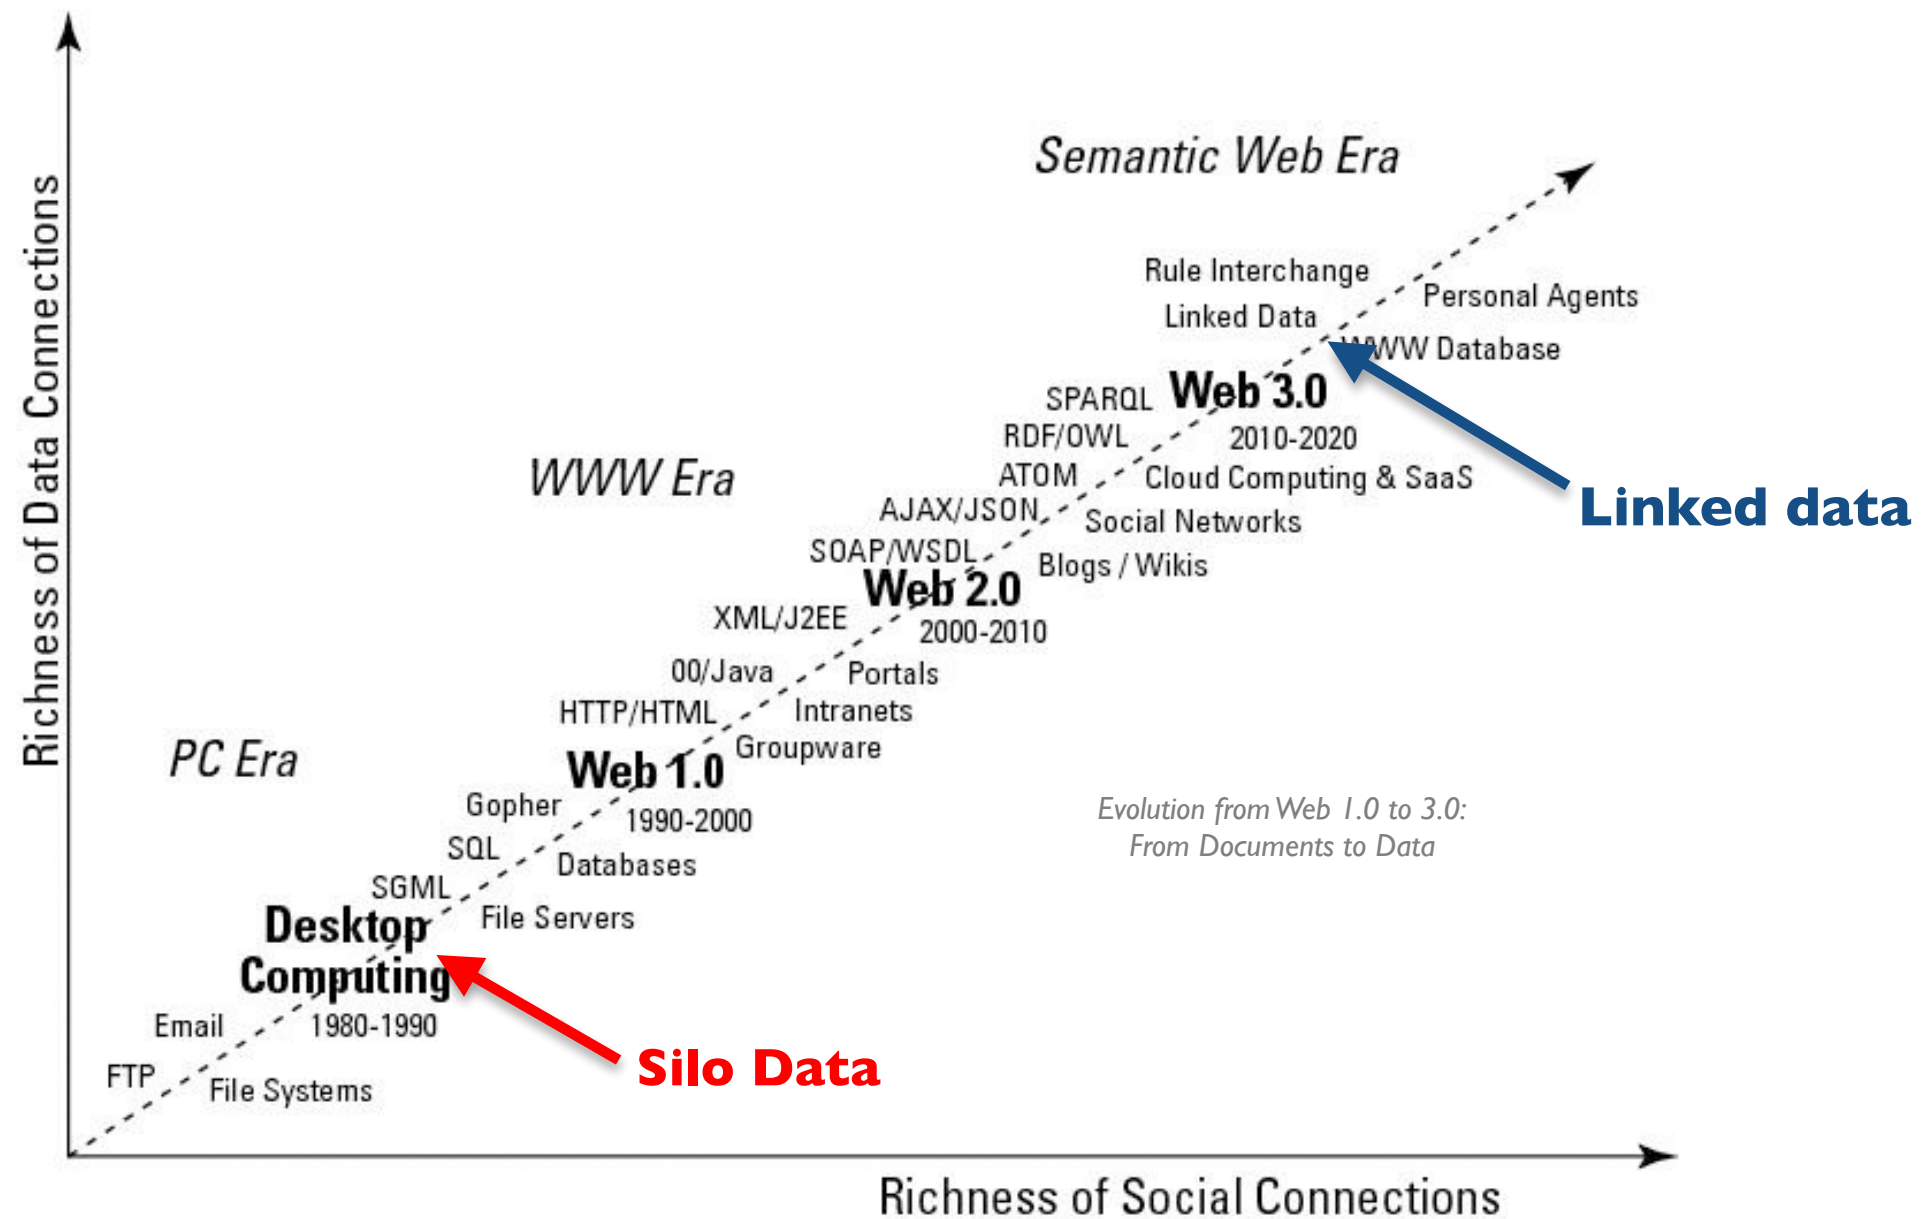 Semantic Web Era
Rule Interchange
Personal Agents
Linked Data
WWW Database
SPARQL
Web 3.0
RDF/OWL
2010-2020
ATOM
Cloud Computing & SaaS
Linked data
WWW Era
AJAX/JSON
Social Networks
SOAP/WSDL
Blogs / Wikis
Web 2.0
XML/J2EE
2000-2010
00/Java
Portals
HTTP/HTML
Intranets
Groupware
PC Era
Web 1.0
Gopher
1990-2000
Evolution from Web 1.0 to 3.0:
From Documents to Data
SQL
Databases
SGML
File Servers
Desktop
Computing
Email
1980-1990
Silo Data
FTP
File Systems
Richness of Data Connections
Richness of Social Connections